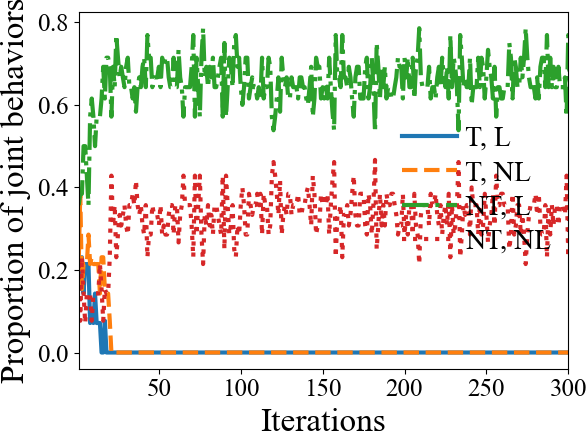 Proportion of joint behaviors
0.8
0.6
0.4
0.2
0.0
T, L
T, NL
NT, L
NT, NL
50
100
150
200
250
300
Iterations